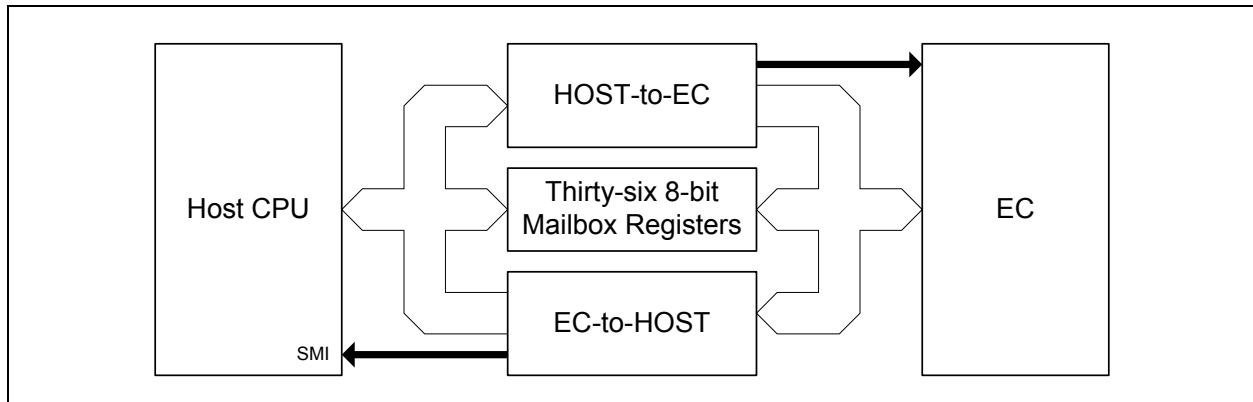 HOST-to-EC
Host CPU
Thirty-six 8-bit
Mailbox Registers
EC
EC-to-HOST
SMI